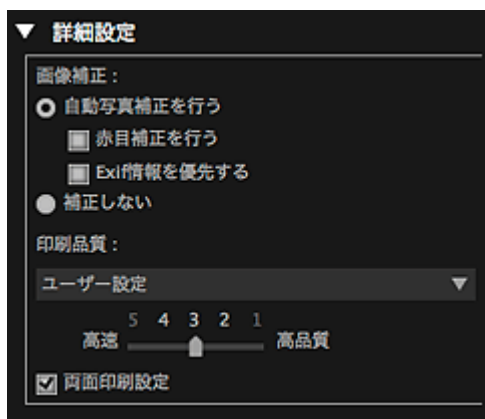 ▼ 詳細設定
画像補正：
自動写真補正を行う
赤目補正を行う
Exif情報を優先する
補正しない
印刷品質：
ユーザー設定
5 4 3 2 1
高速 高品質
両面印刷設定